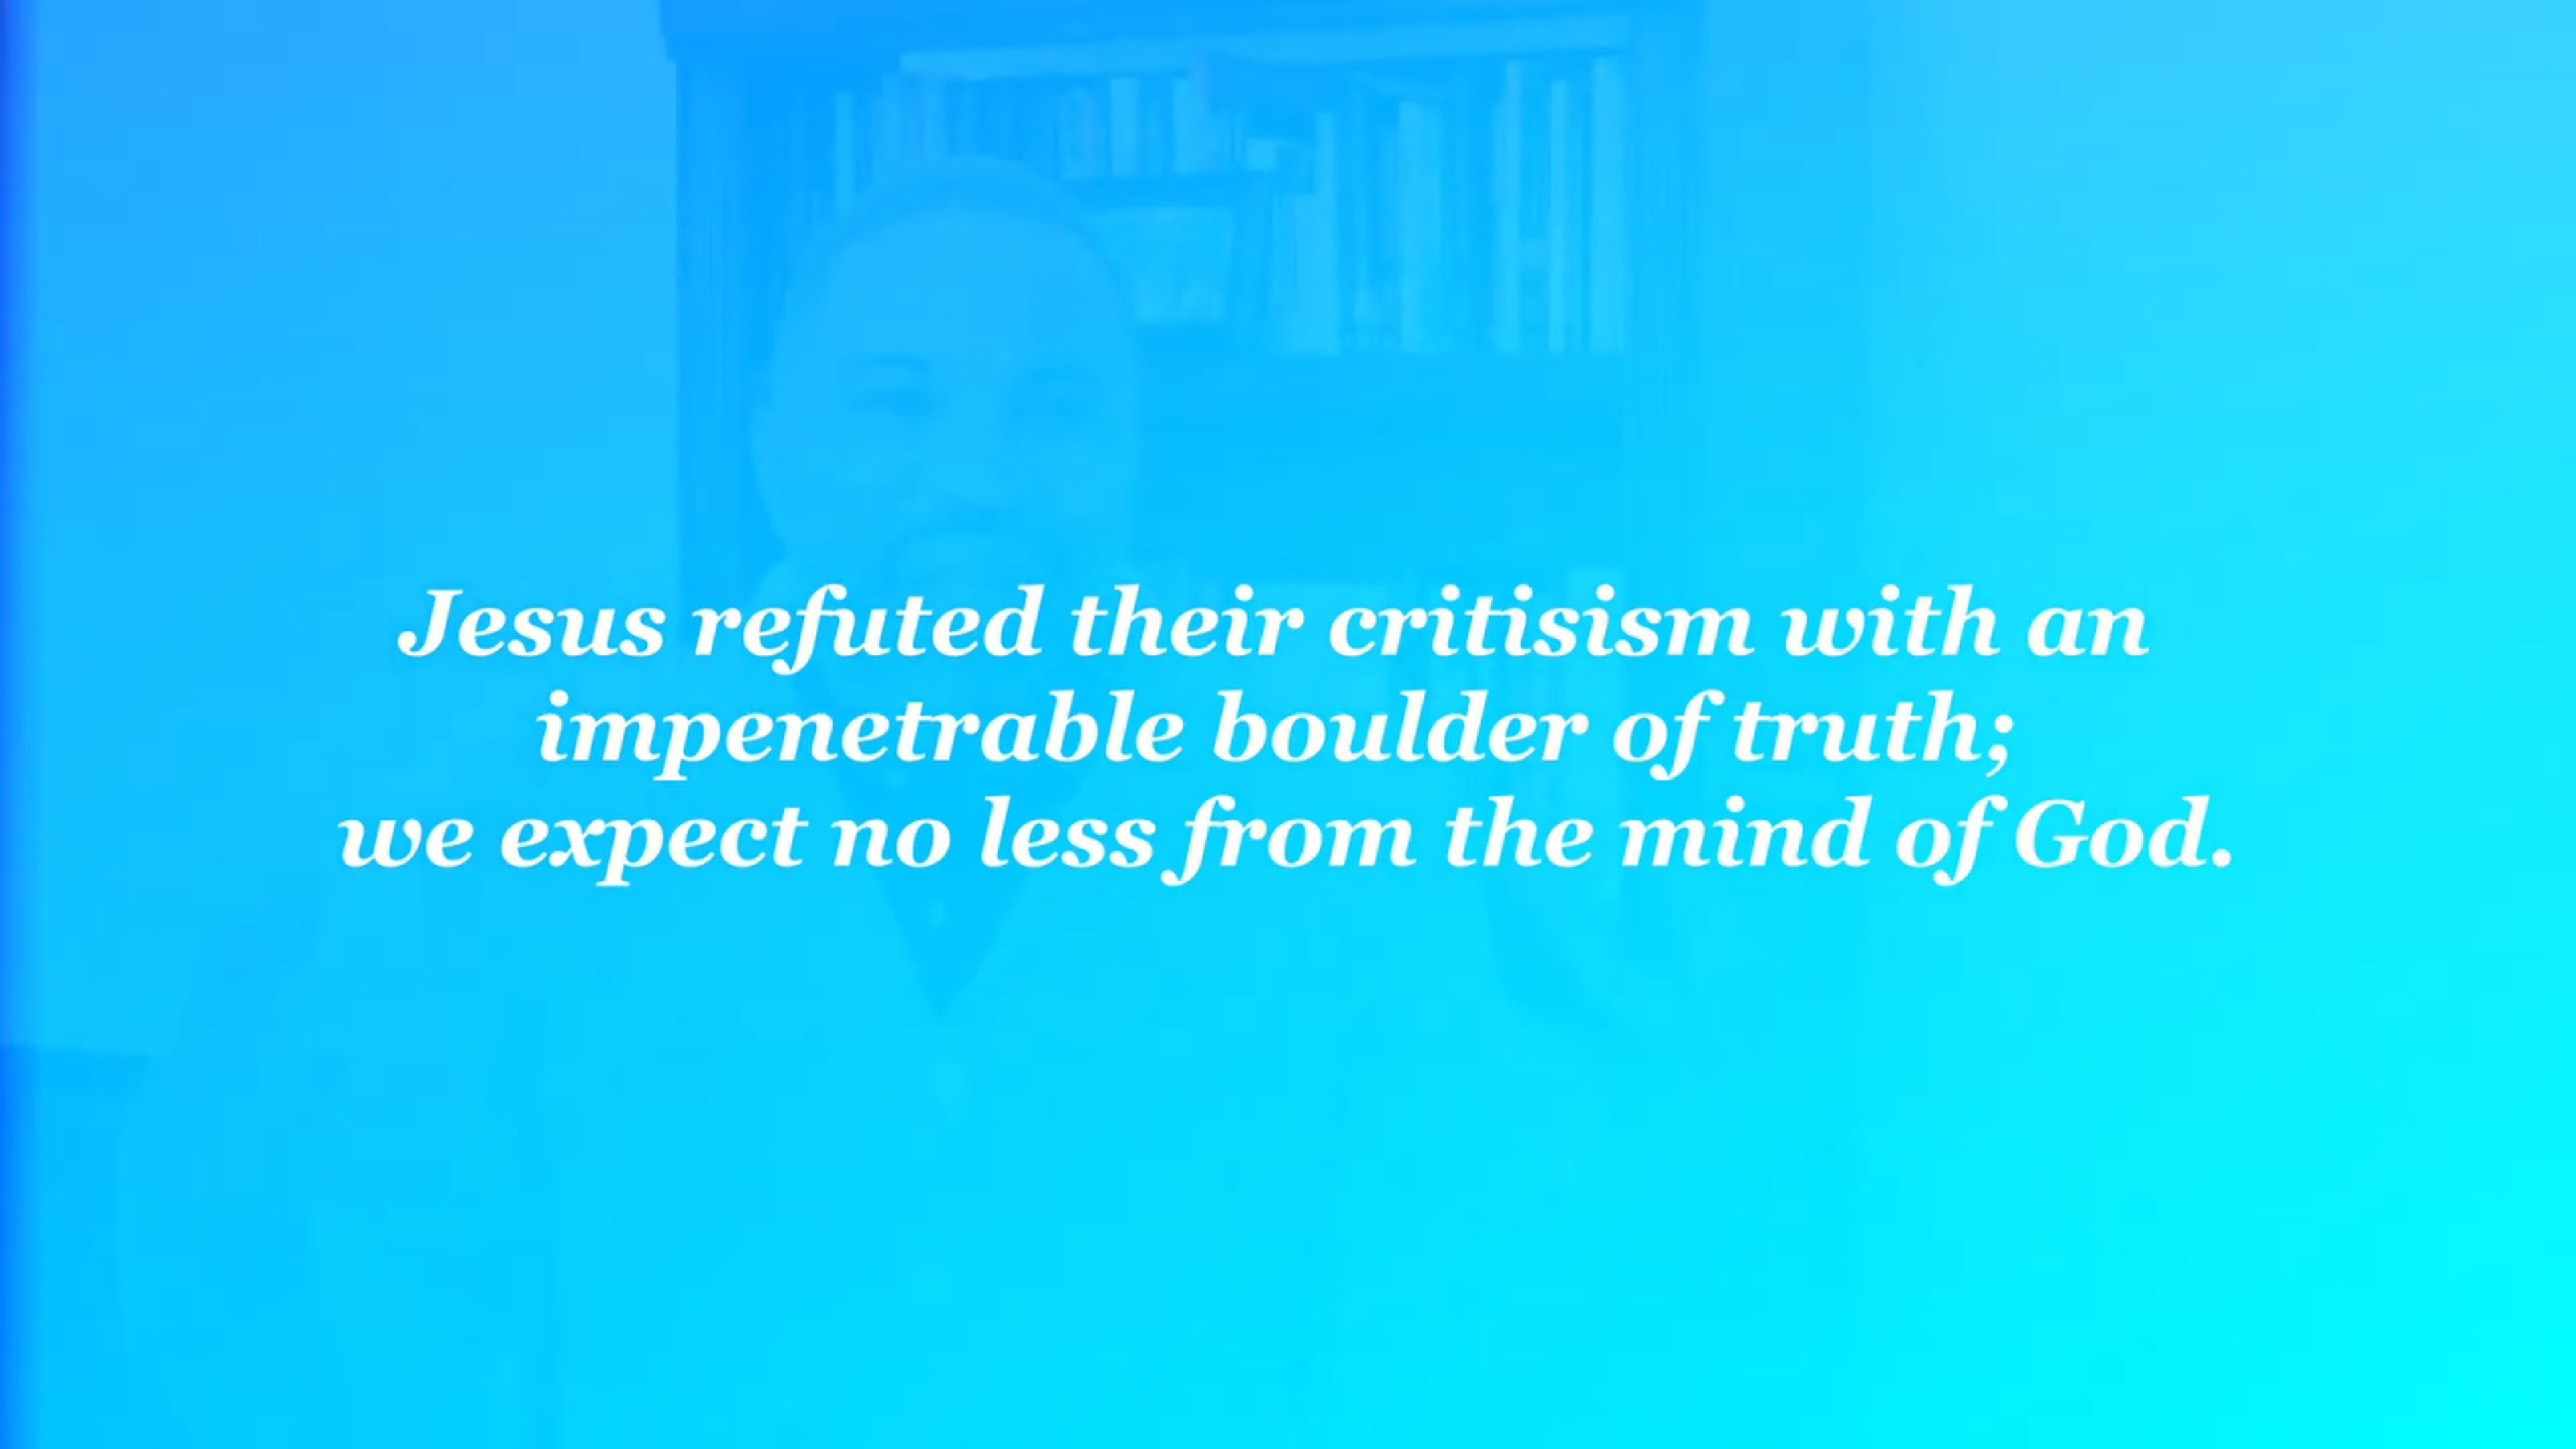 Jesus refuted their critisism with an
impenetrable boulder of truth;
we expect no less from the mind of God.